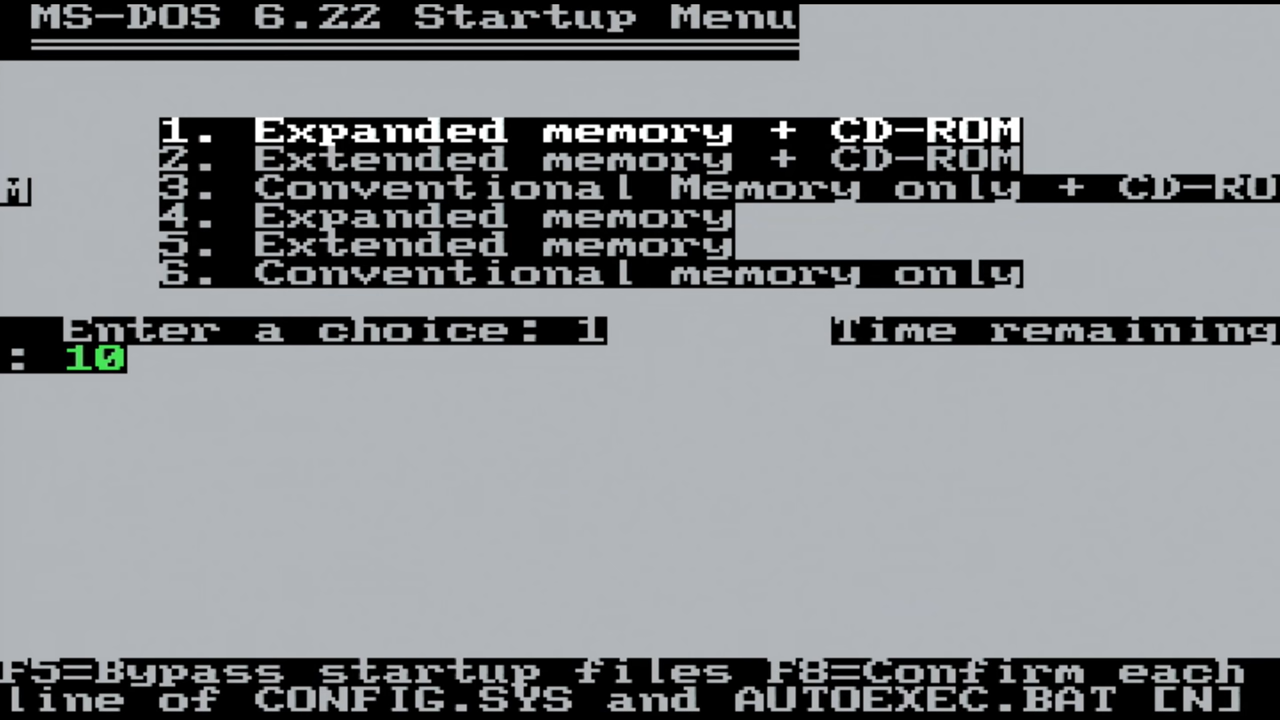 MS-DOS 6.22 Startup Menu
1. Expanded memory + CD-ROM
2. Extended memory + CD-ROM
3. Conventional Memory only + CD-RO
M
4. Expanded memory
5. Extended memory
6. Conventional memory only
Enter a choice: 1 Time remaining
: 10
F5=Bypass startup files F8=Confirm each
line of CONFIG.SYS and AUTOEXEC.BAT [N]